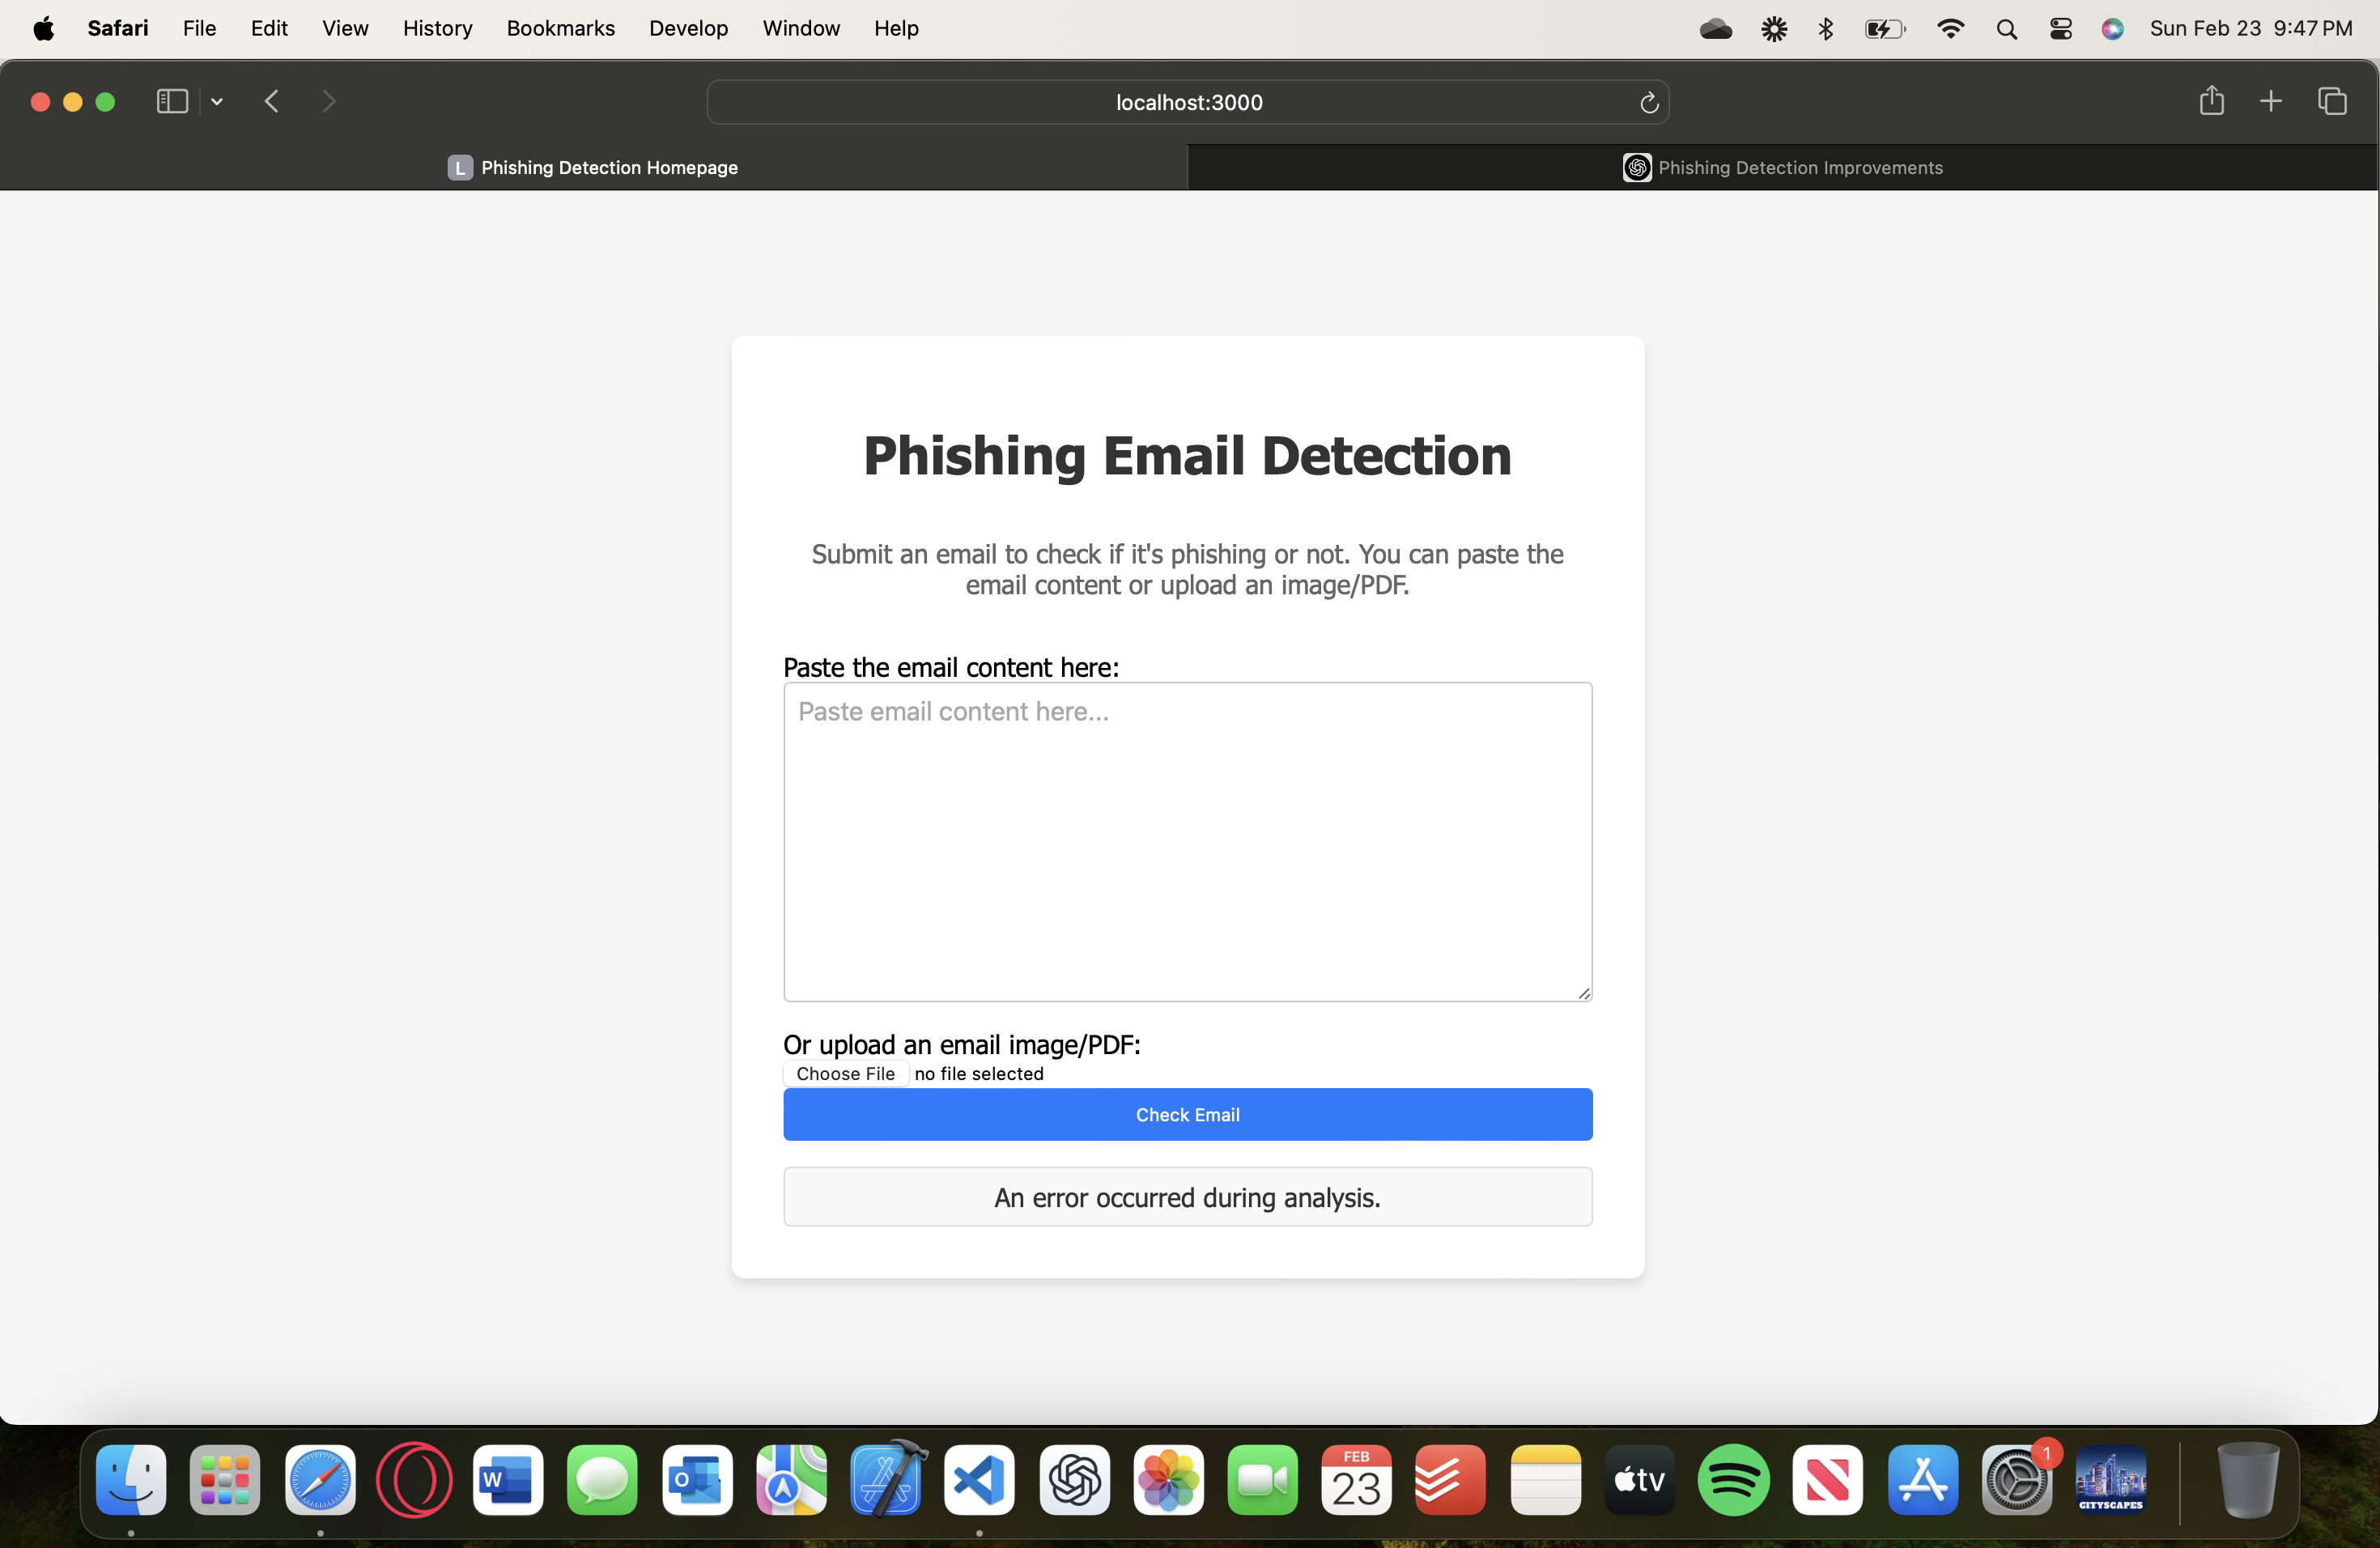 Safari File Edit View History Bookmarks Develop Window Help Sun Feb 23 9:47 PM
localhost:3000
L Phishing Detection Homepage
Phishing Detection Improvements
Phishing Email Detection
Submit an email to check if it's phishing or not. You can paste the
email content or upload an image/PDF.
Paste the email content here:
Paste email content here...
Or upload an email image/PDF:
Choose File no file selected
Check Email
An error occurred during analysis.
W
O
FEB
23
tv
1
CITYSCAPES